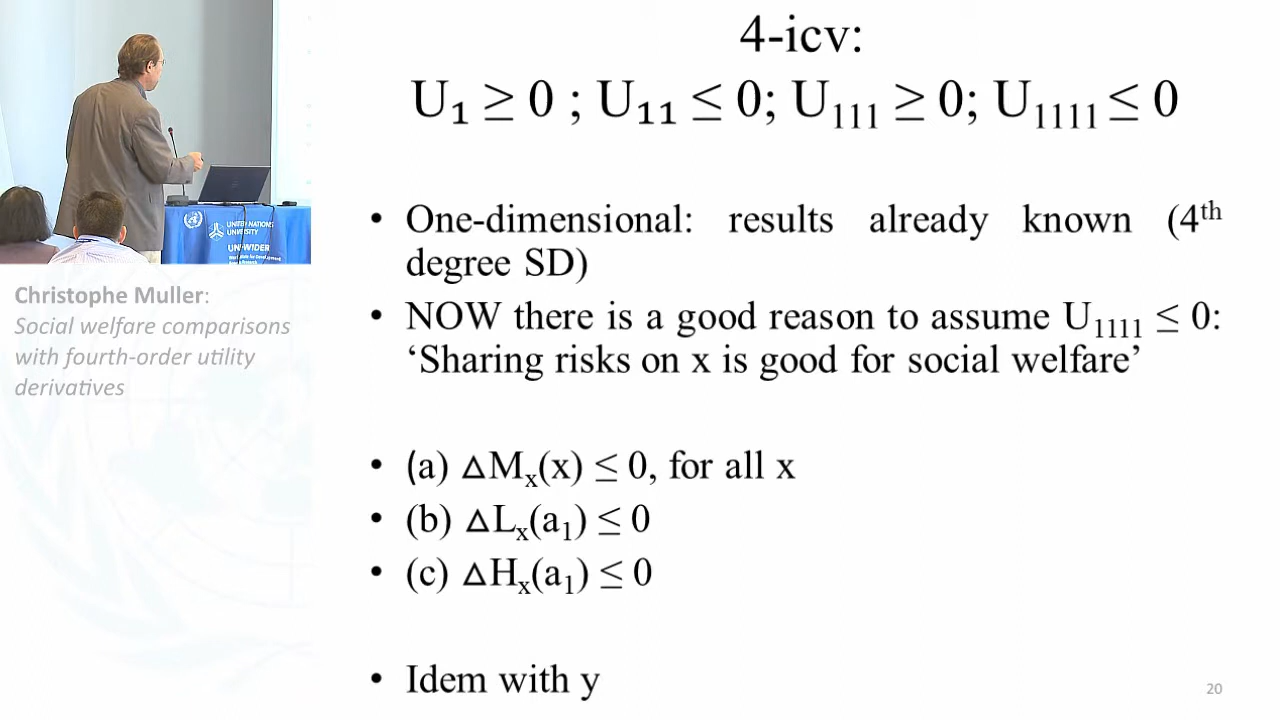 4-icv:
U₁ ≥ 0 ; U₁₁ ≤ 0; U₁₁₁ ≥ 0; U₁₁₁₁ ≤ 0
• One-dimensional: results already known (4ᵗʰ
degree SD)
• NOW there is a good reason to assume U₁₁₁₁ ≤ 0:
‘Sharing risks on x is good for social welfare’
• (a) ΔMₓ(x) ≤ 0, for all x
• (b) ΔLₓ(a₁) ≤ 0
• (c) ΔHₓ(a₁) ≤ 0
• Idem with y
20
UNITED NATIONS
UNIVERSITY
UNU-WIDER
Christophe Muller:
Social welfare comparisons
with fourth-order utility
derivatives